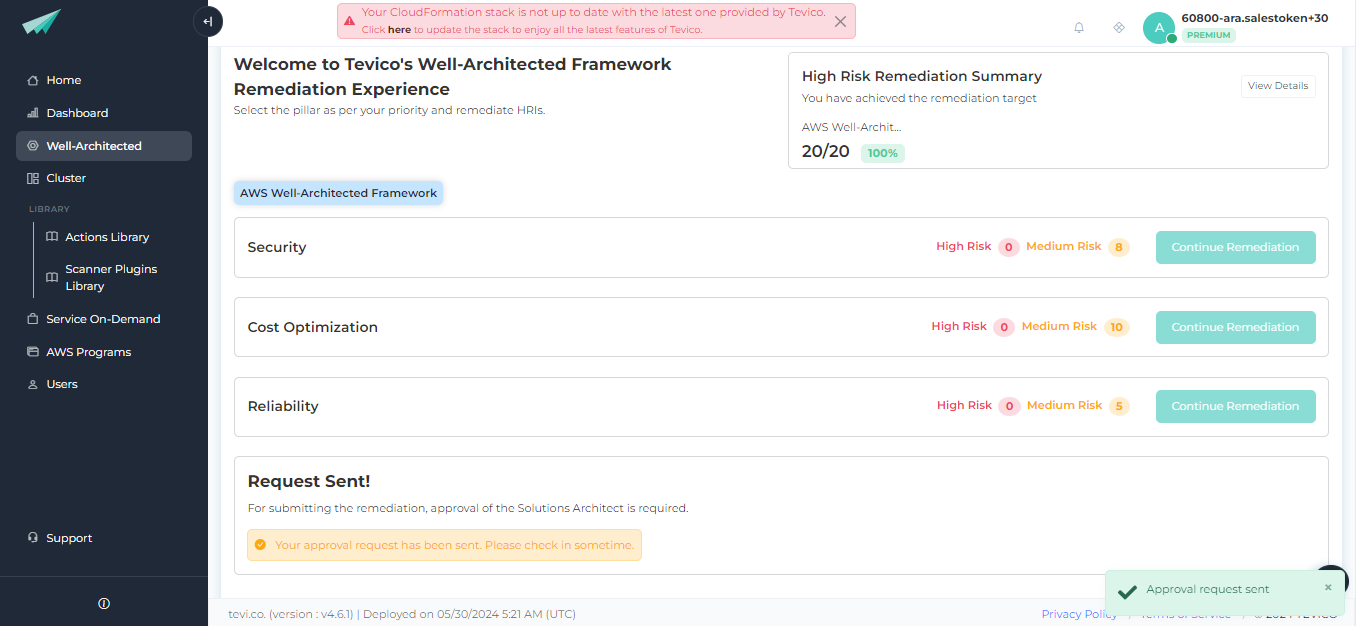 Your CloudFormation stack is not up to date with the latest one provided by Tevico.
Click here to update the stack to enjoy all the latest features of Tevico.
A
60800-ara.salestoken+30
PREMIUM
Home
Dashboard
Well-Architected
Cluster
LIBRARY
Actions Library
Scanner Plugins
Library
Service On-Demand
AWS Programs
Users
Support
Welcome to Tevico's Well-Architected Framework
Remediation Experience
Select the pillar as per your priority and remediate HRIs.
High Risk Remediation Summary
View Details
You have achieved the remediation target
AWS Well-Archit...
20/20 100%
AWS Well-Architected Framework
Security High Risk 0 Medium Risk 8 Continue Remediation
Cost Optimization High Risk 0 Medium Risk 10 Continue Remediation
Reliability High Risk 0 Medium Risk 5 Continue Remediation
Request Sent!
For submitting the remediation, approval of the Solutions Architect is required.
Your approval request has been sent. Please check in sometime.
Approval request sent
tevi.co. (version : v4.6.1) | Deployed on 05/30/2024 5:21 AM (UTC)
Privacy Policy / Terms of Service / © 2024 TEVICO